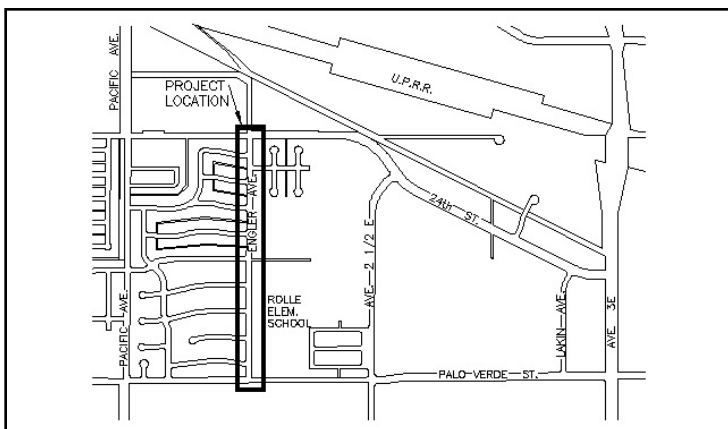 PACIFIC AVE.
U.P.R.R.
PROJECT
LOCATION
ENGLER AVE.
24th ST.
AVE. 2 1/2 E
ROLLE
ELEM.
SCHOOL
PACIFIC AVE.
LAKIN AVE.
AVE 3E
PALO VERDE ST.